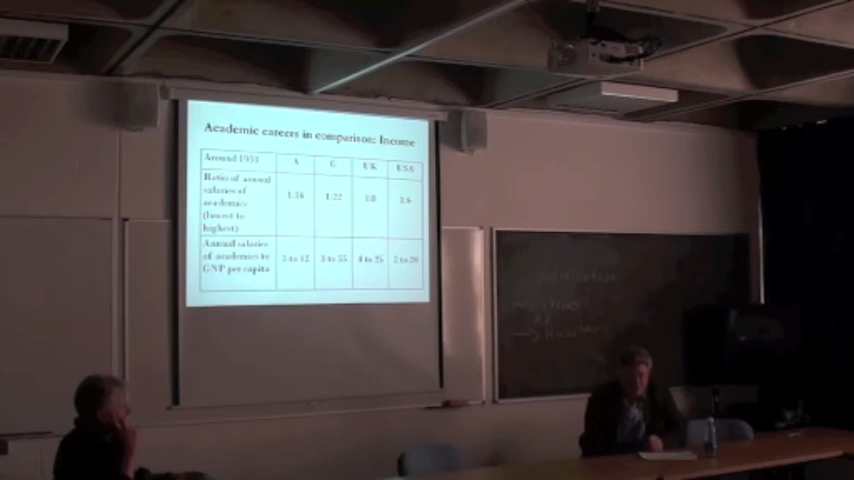 Academic careers in comparison: Income
Around 1933 A G UK USA
Ratio of annual
salaries of
academics
(lowest to
highest) 1:22 1:8 1:6
Annual salaries
of academics to
GNP per capita 3 to 12 3 to 55 4 to 25 2 to 20